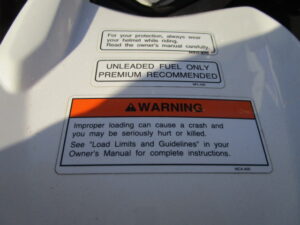 For your protection, always wear
your helmet while riding.
Read the owner's manual carefully.
UNLEADED FUEL ONLY
PREMIUM RECOMMENDED
WARNING
Improper loading can cause a crash and
you may be seriously hurt or killed.
See "Load Limits and Guidelines" in your
Owner's Manual for complete instructions.